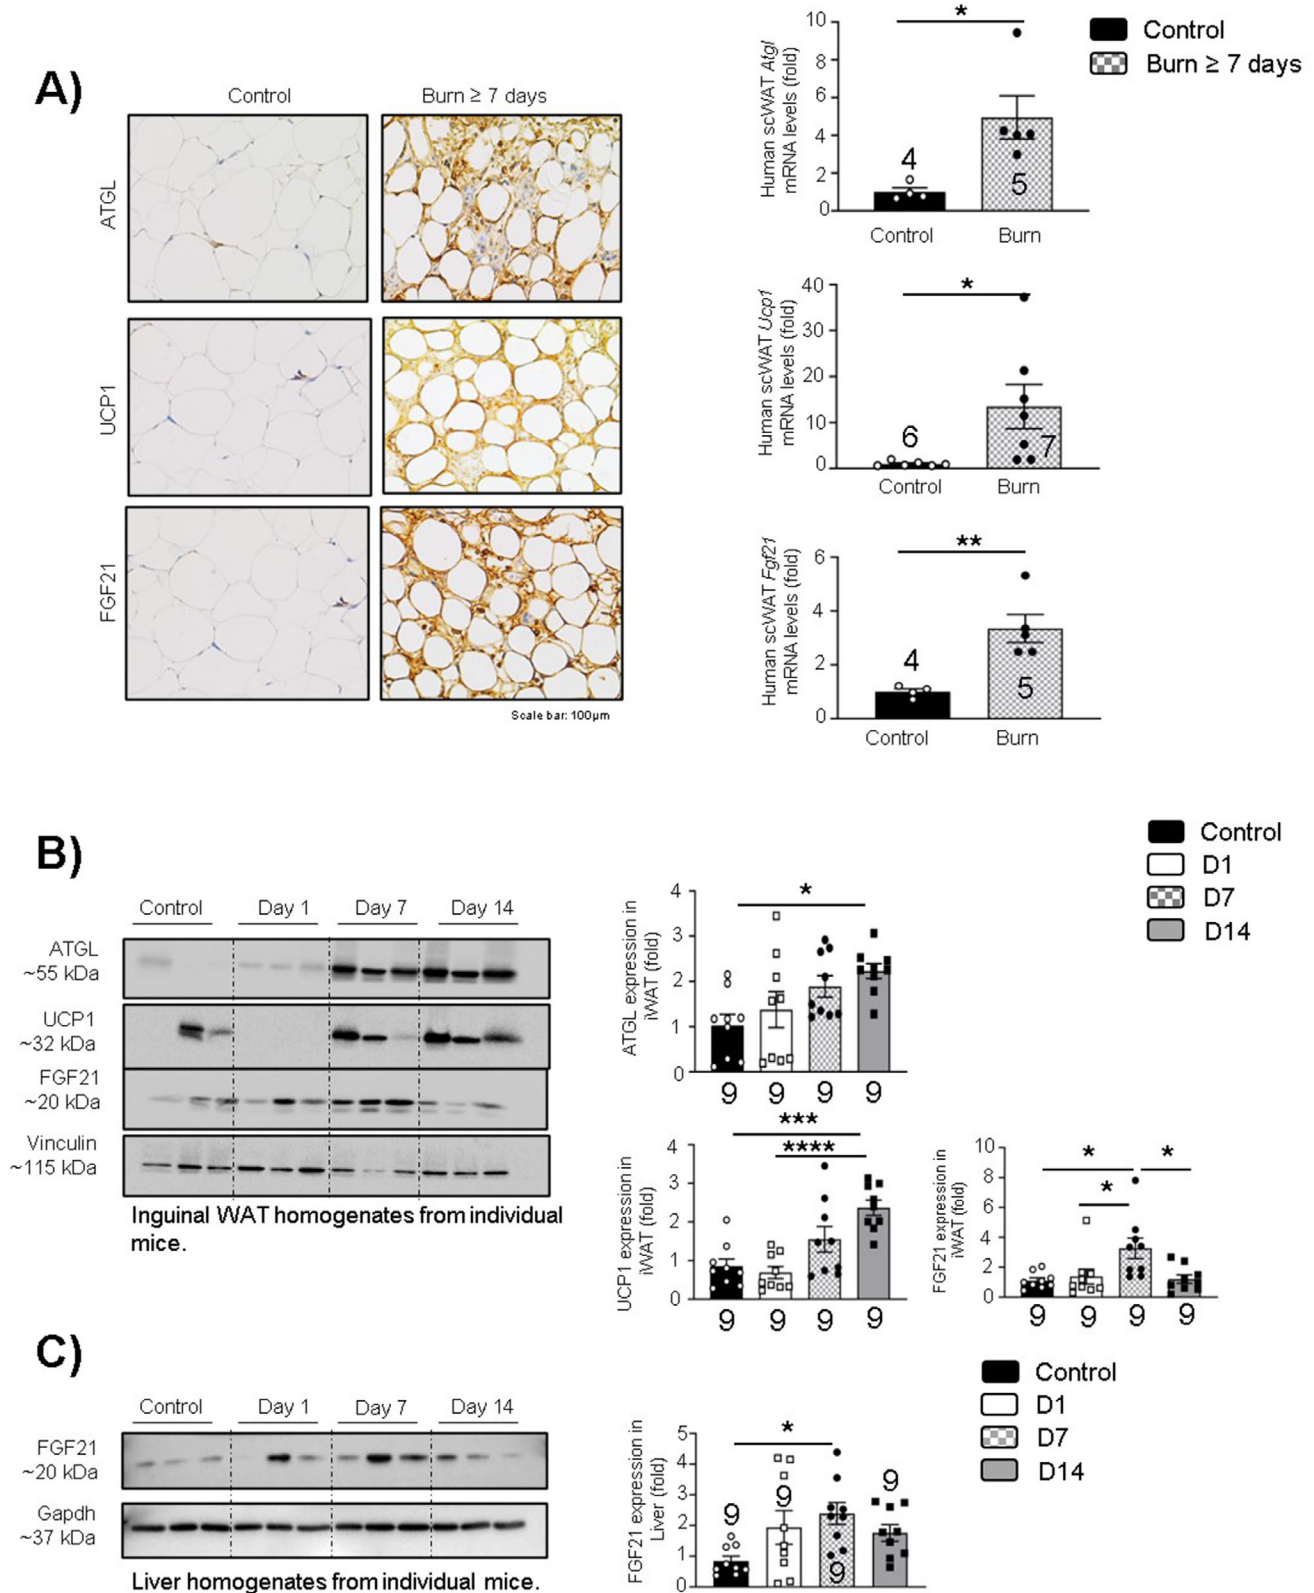 A)
Control
Burn ≥ 7 days
ATGL
UCP1
FGF21
Scale bar: 100µm
Human scWAT Atgl
mRNA levels (fold)
10
8
6
4
2
0
*
4
5
Control
Burn
Control
Burn ≥ 7 days
Human scWAT Ucp1
mRNA levels (fold)
40
30
20
10
0
*
6
7
Control
Burn
Human scWAT Fgf21
mRNA levels (fold)
6
4
2
0
**
4
5
Control
Burn
B)
Control
Day 1
Day 7
Day 14
ATGL
~55 kDa
UCP1
~32 kDa
FGF21
~20 kDa
Vinculin
~115 kDa
Inguinal WAT homogenates from individual
mice.
Control
D1
D7
D14
ATGL expression in
iWAT (fold)
4
3
2
1
0
*
9 9 9 9
UCP1 expression in
iWAT (fold)
4
3
2
1
0
***
****
9 9 9 9
FGF21 expression in
iWAT (fold)
10
8
6
4
2
0
* *
*
9 9 9 9
C)
Control
Day 1
Day 7
Day 14
FGF21
~20 kDa
Gapdh
~37 kDa
Liver homogenates from individual mice.
FGF21 expression in
Liver (fold)
5
4
3
2
1
0
*
9 9 9 9
Control
D1
D7
D14